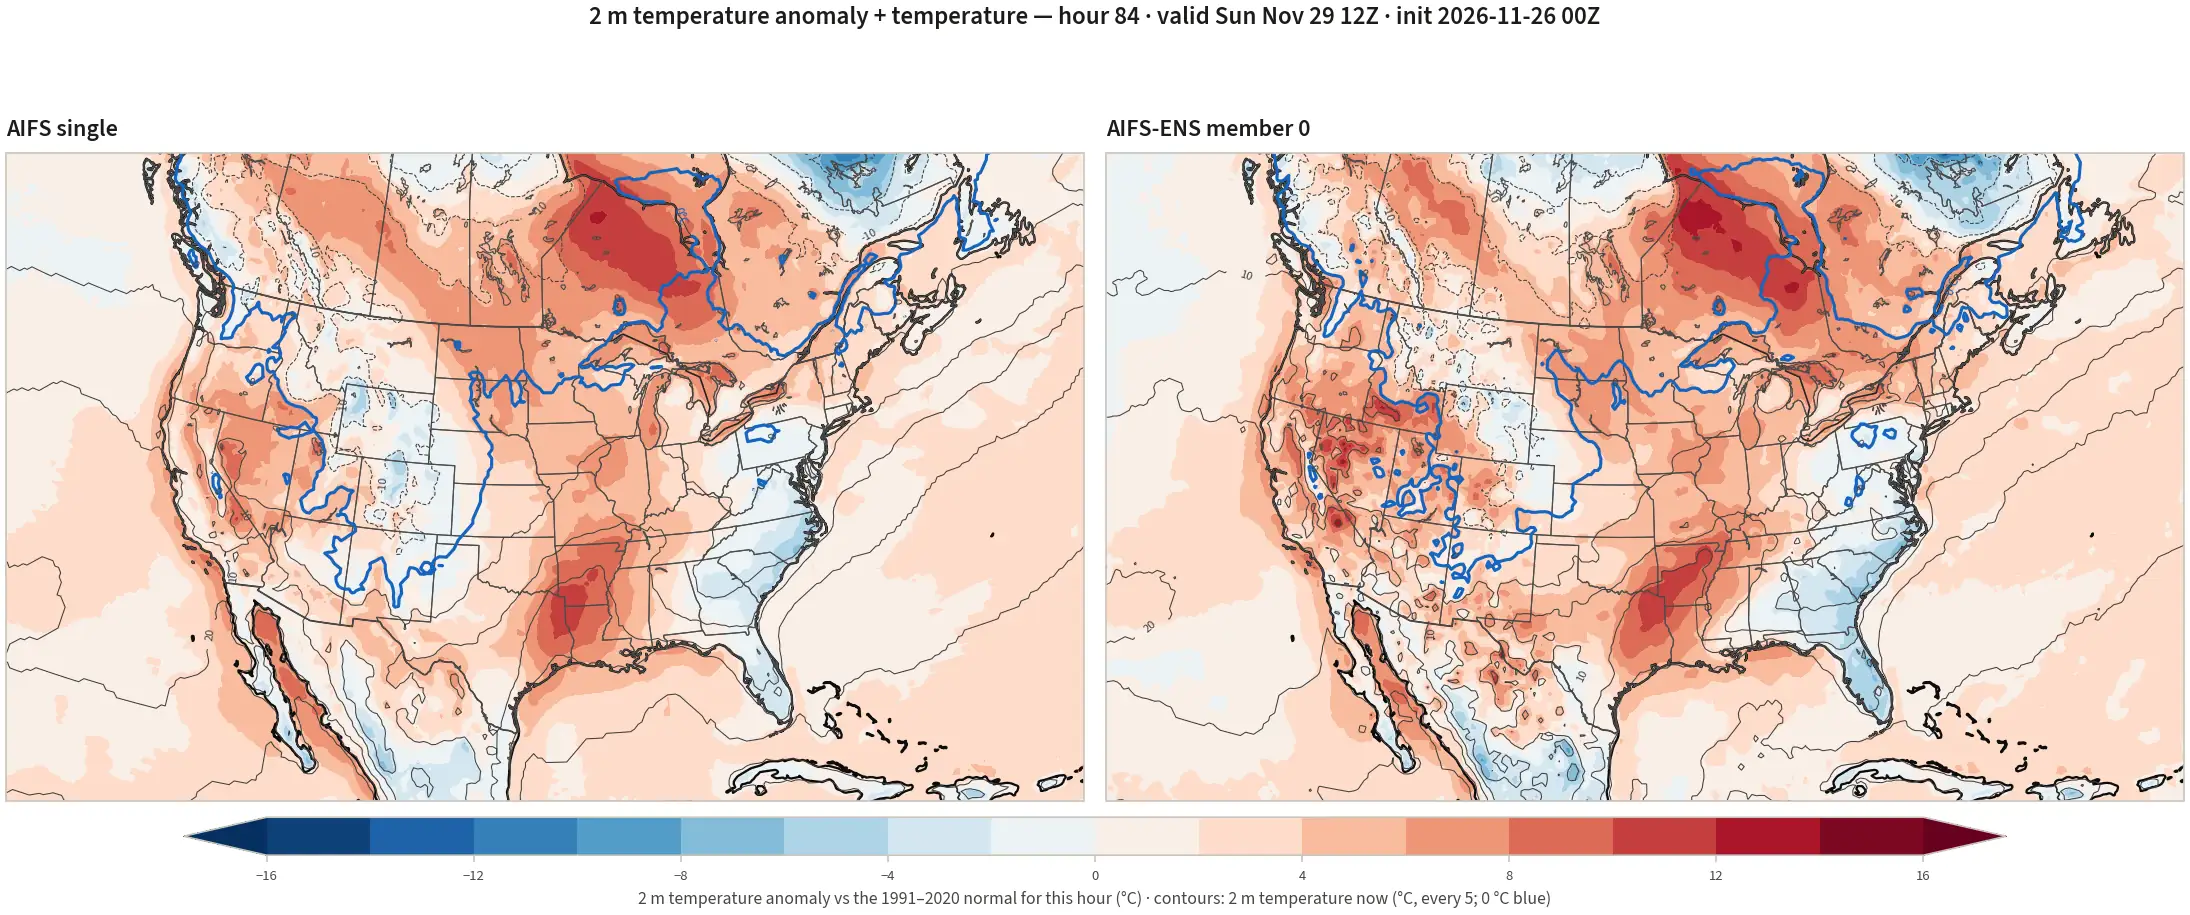 2 m temperature anomaly + temperature — hour 84 · valid Sun Nov 29 12Z · init 2026-11-26 00Z
AIFS single
AIFS-ENS member 0
−16 −12 −8 −4 0 4 8 12 16
2 m temperature anomaly vs the 1991–2020 normal for this hour (°C) · contours: 2 m temperature now (°C, every 5; 0 °C blue)